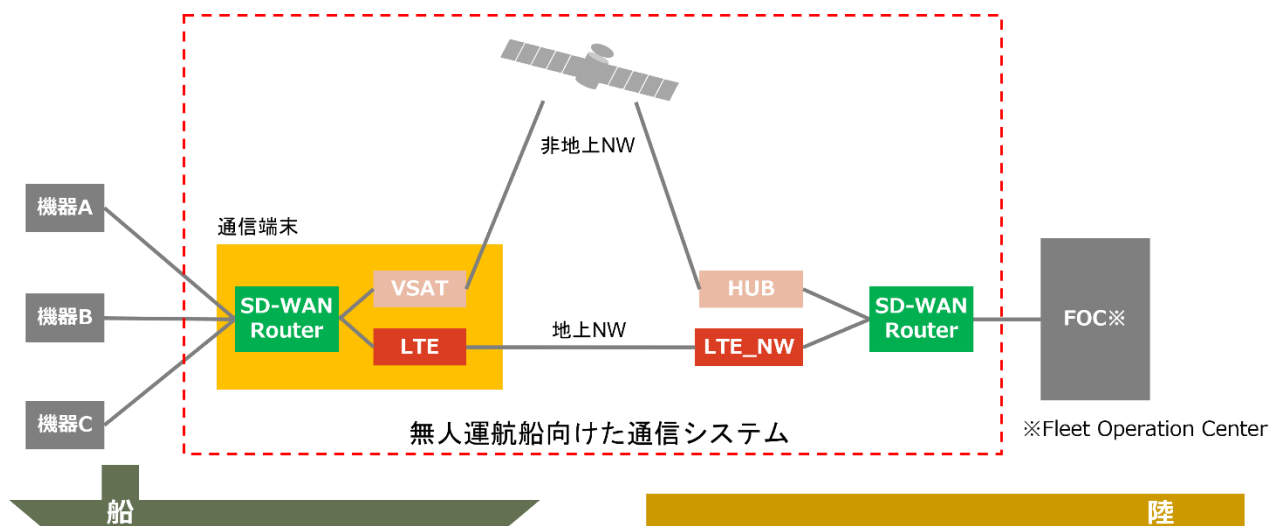 非地上NW
機器A
通信端末
VSAT
HUB
SD-WAN
Router
SD-WAN
Router
機器B
FOC※
地上NW
LTE
LTE_NW
機器C
無人運航船向けた通信システム
※Fleet Operation Center
船
陸